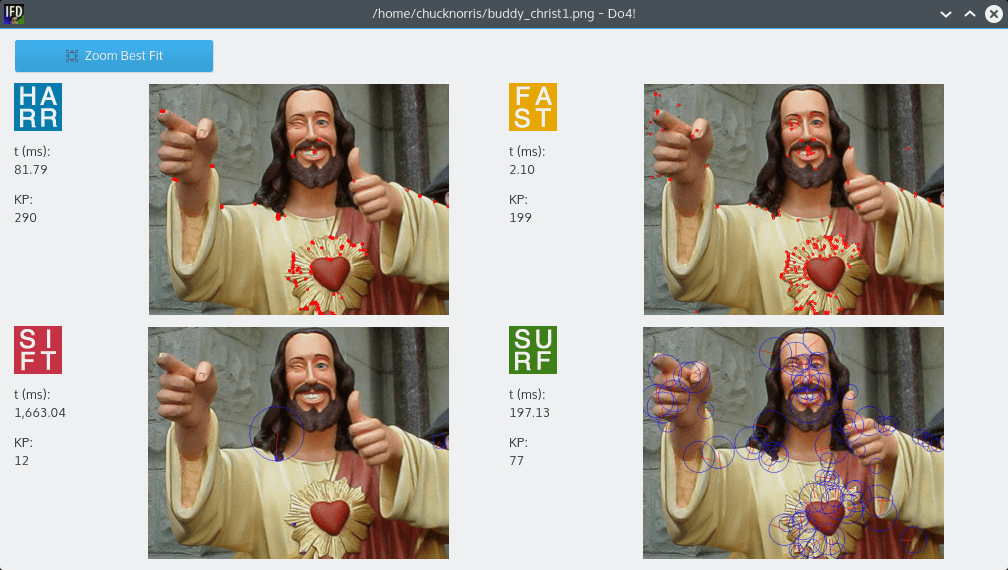 IFD
/home/chucknorris/buddy_christ1.png – Do4!
Zoom Best Fit
HA
RR
t (ms):
81.79
KP:
290
FA
ST
t (ms):
2.10
KP:
199
SI
FT
t (ms):
1,663.04
KP:
12
SU
RF
t (ms):
197.13
KP:
77